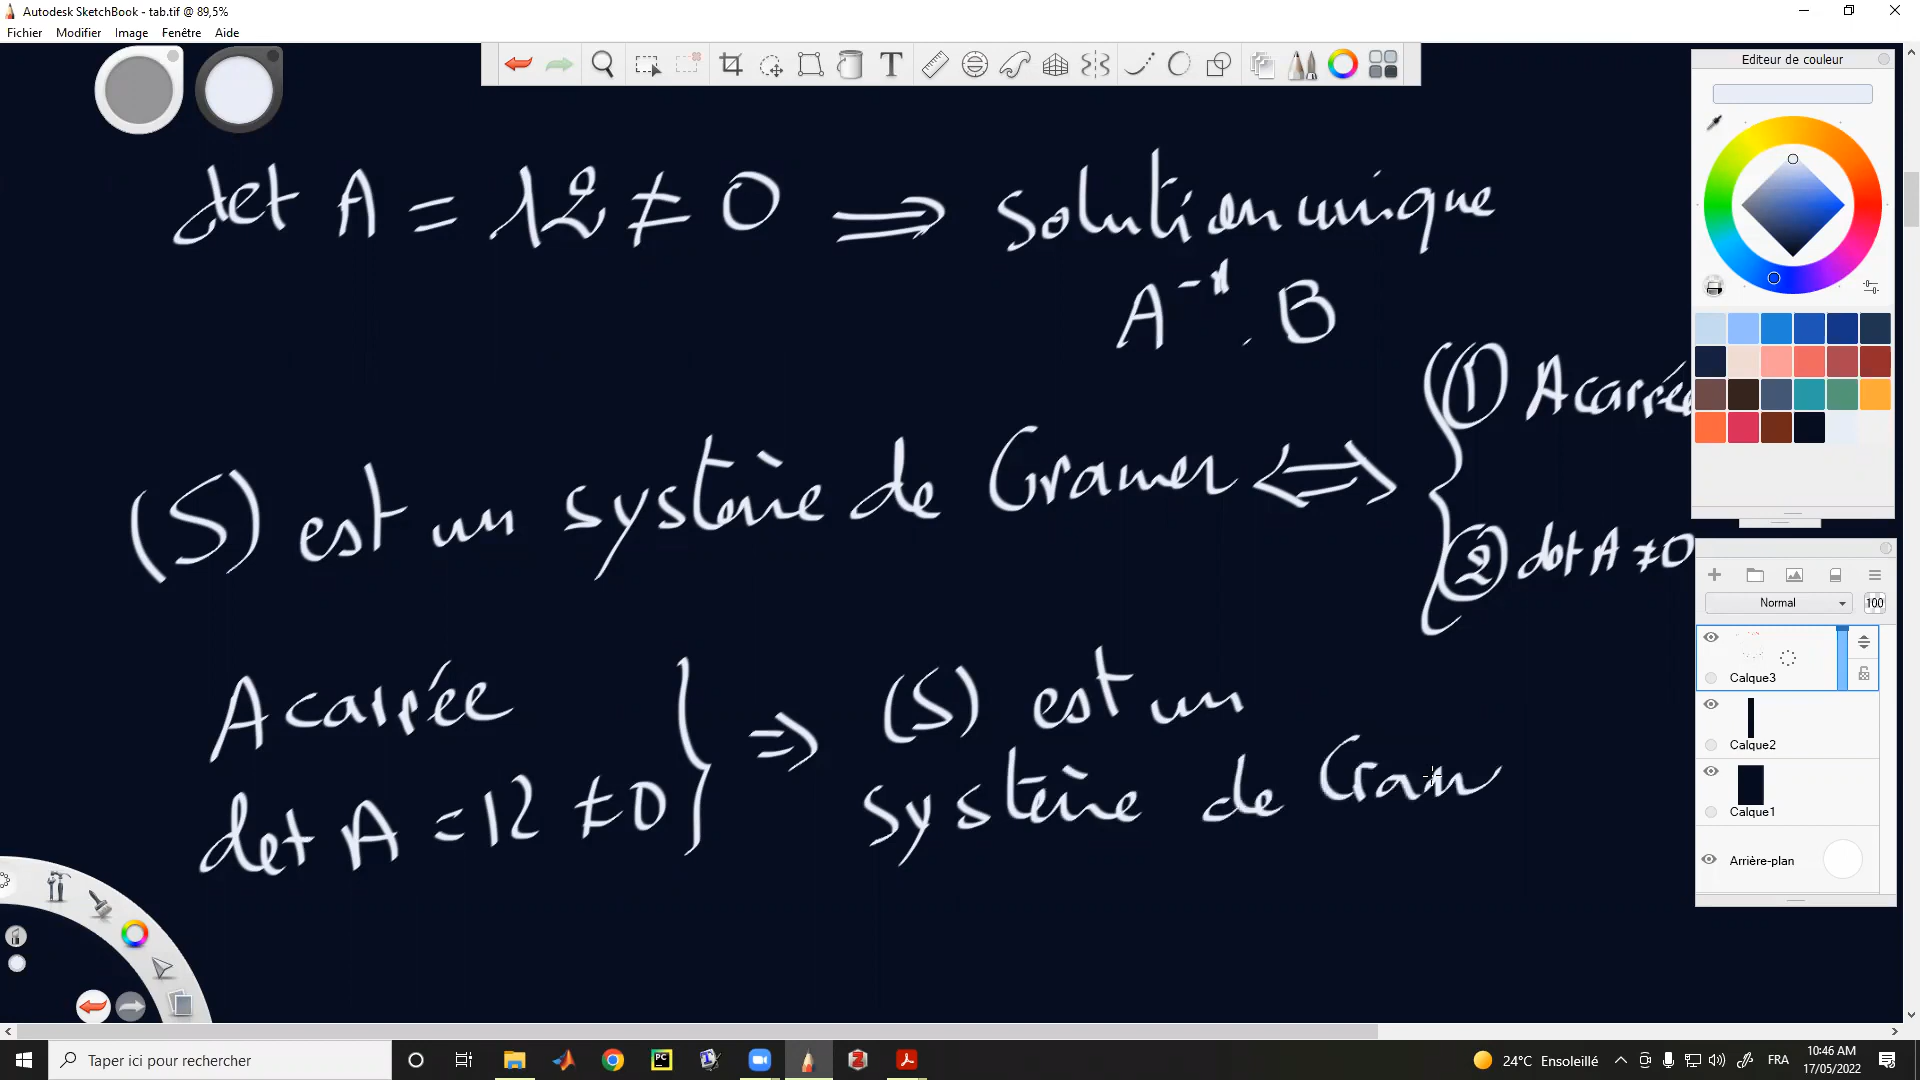 Autodesk SketchBook - tab.tif @ 89,5%
Fichier Modifier Image Fenêtre Aide
Editeur de couleur
det A = 12 ≠ 0 ⟹ solution unique
A⁻¹ . B
(S) est un système de Cramer ⟺ { ① A carrée
② det A ≠ 0
A carrée
det A = 12 ≠ 0 } ⇒ (S) est un
système de Cram
Normal 100
Calque3
Calque2
Calque1
Arrière-plan
Taper ici pour rechercher
PC
24°C Ensoleillé
FRA
10:46 AM
17/05/2022